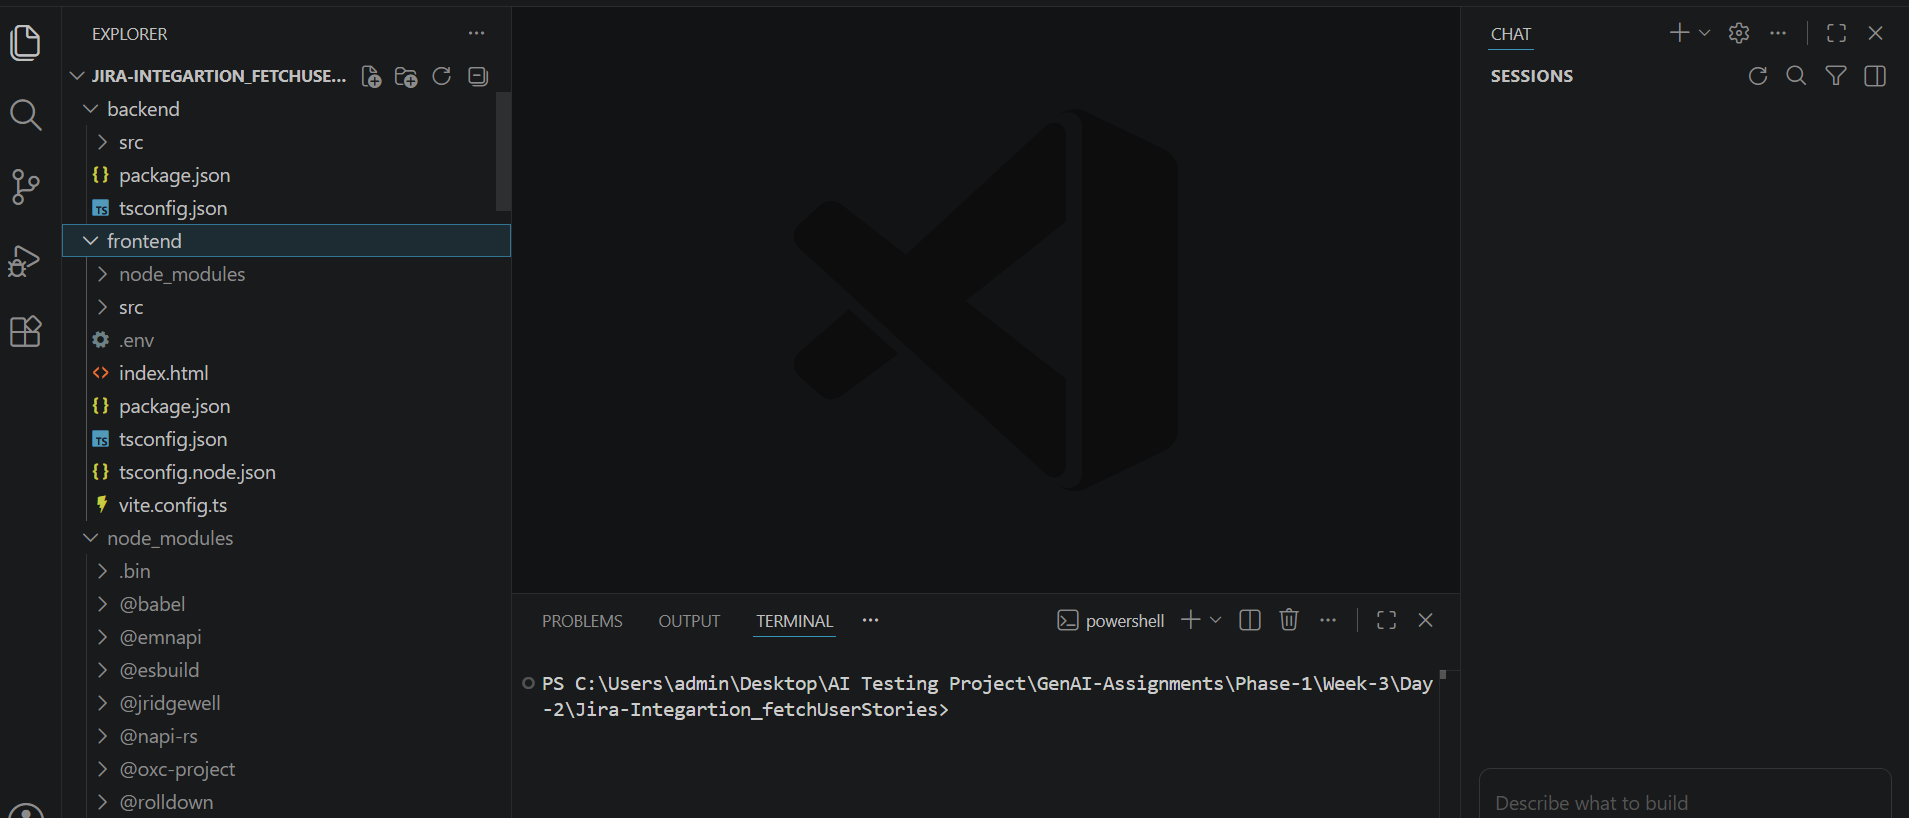 EXPLORER
JIRA-INTEGARTION_FETCHUSE...
backend
src
package.json
tsconfig.json
frontend
node_modules
src
.env
index.html
package.json
tsconfig.json
tsconfig.node.json
vite.config.ts
node_modules
.bin
@babel
@emnapi
@esbuild
@jridgewell
@napi-rs
@oxc-project
@rolldown
PROBLEMS OUTPUT TERMINAL
powershell
PS C:\Users\admin\Desktop\AI Testing Project\GenAI-Assignments\Phase-1\Week-3\Day
-2\Jira-Integartion_fetchUserStories>
CHAT
SESSIONS
Describe what to build